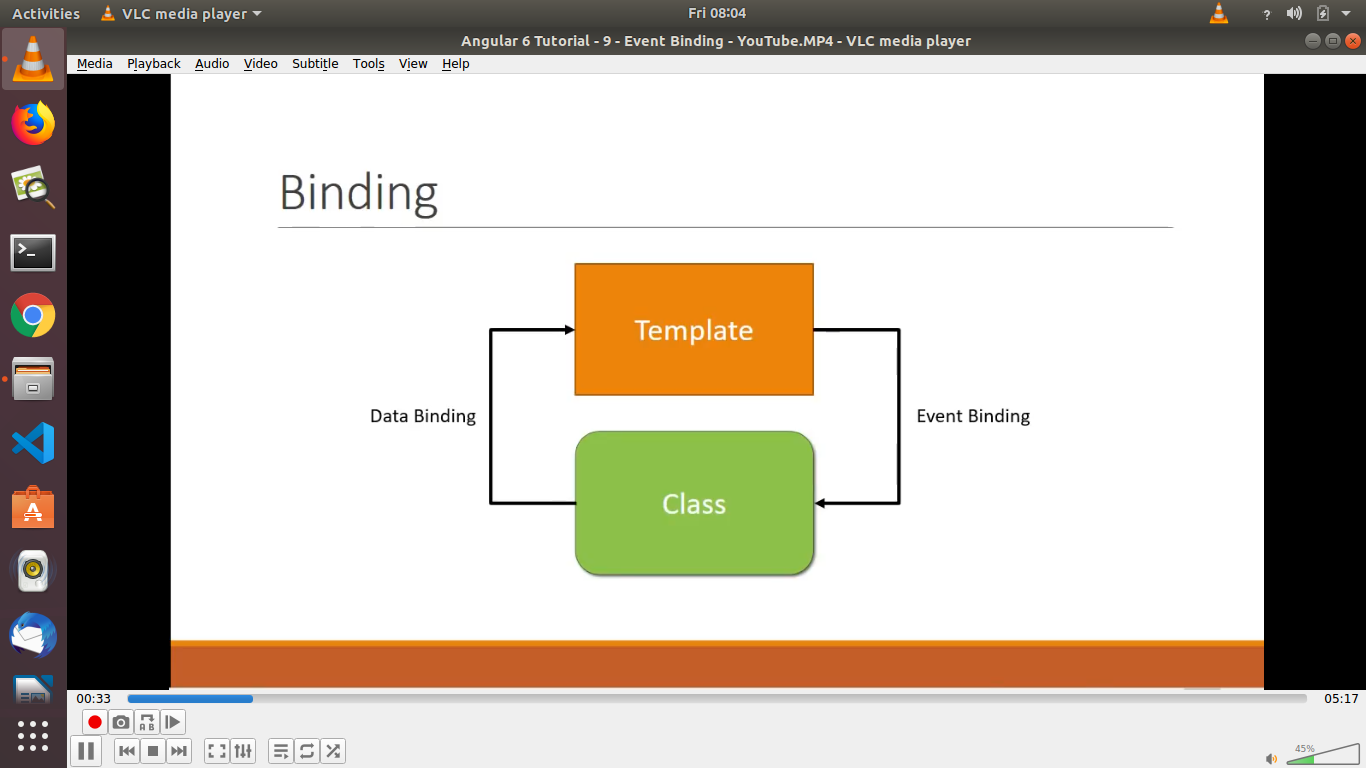 Activities VLC media player Fri 08:04 ?
Angular 6 Tutorial - 9 - Event Binding - YouTube.MP4 - VLC media player
Media Playback Audio Video Subtitle Tools View Help
Binding
Template
Data Binding Event Binding
Class
00:33 05:17
A B
45%